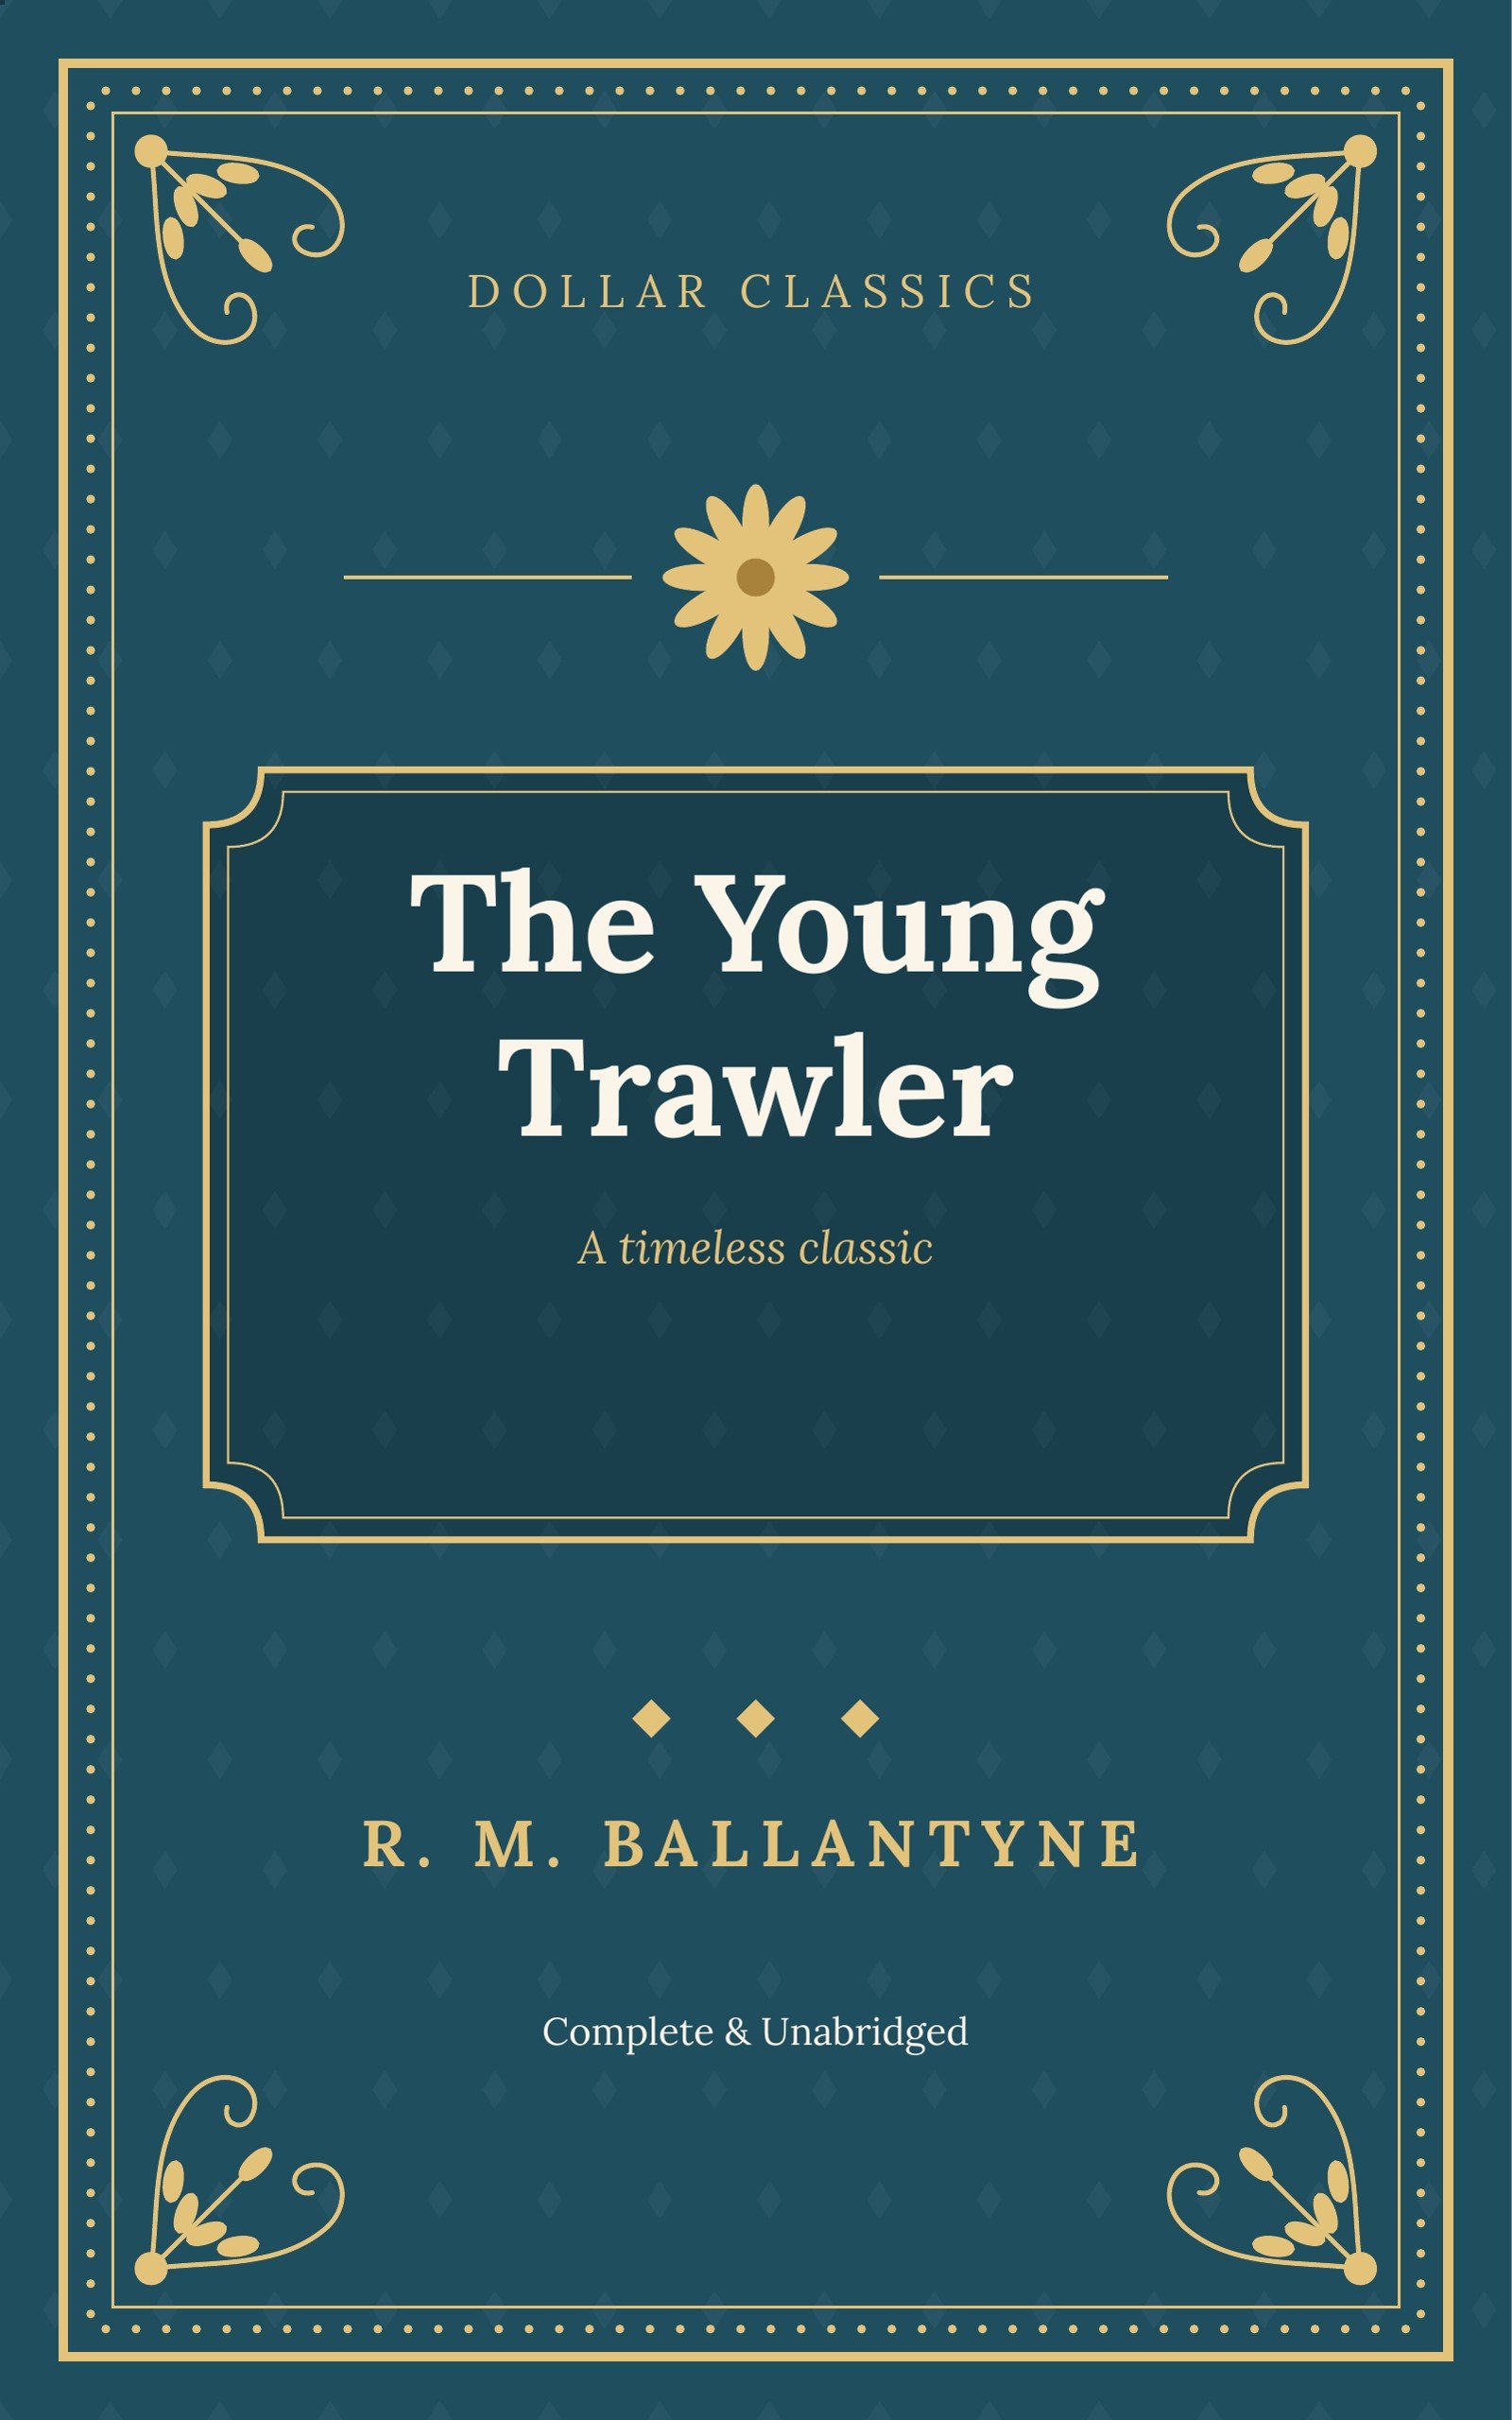 DOLLAR CLASSICS
The Young
Trawler
A timeless classic
R. M. BALLANTYNE
Complete & Unabridged